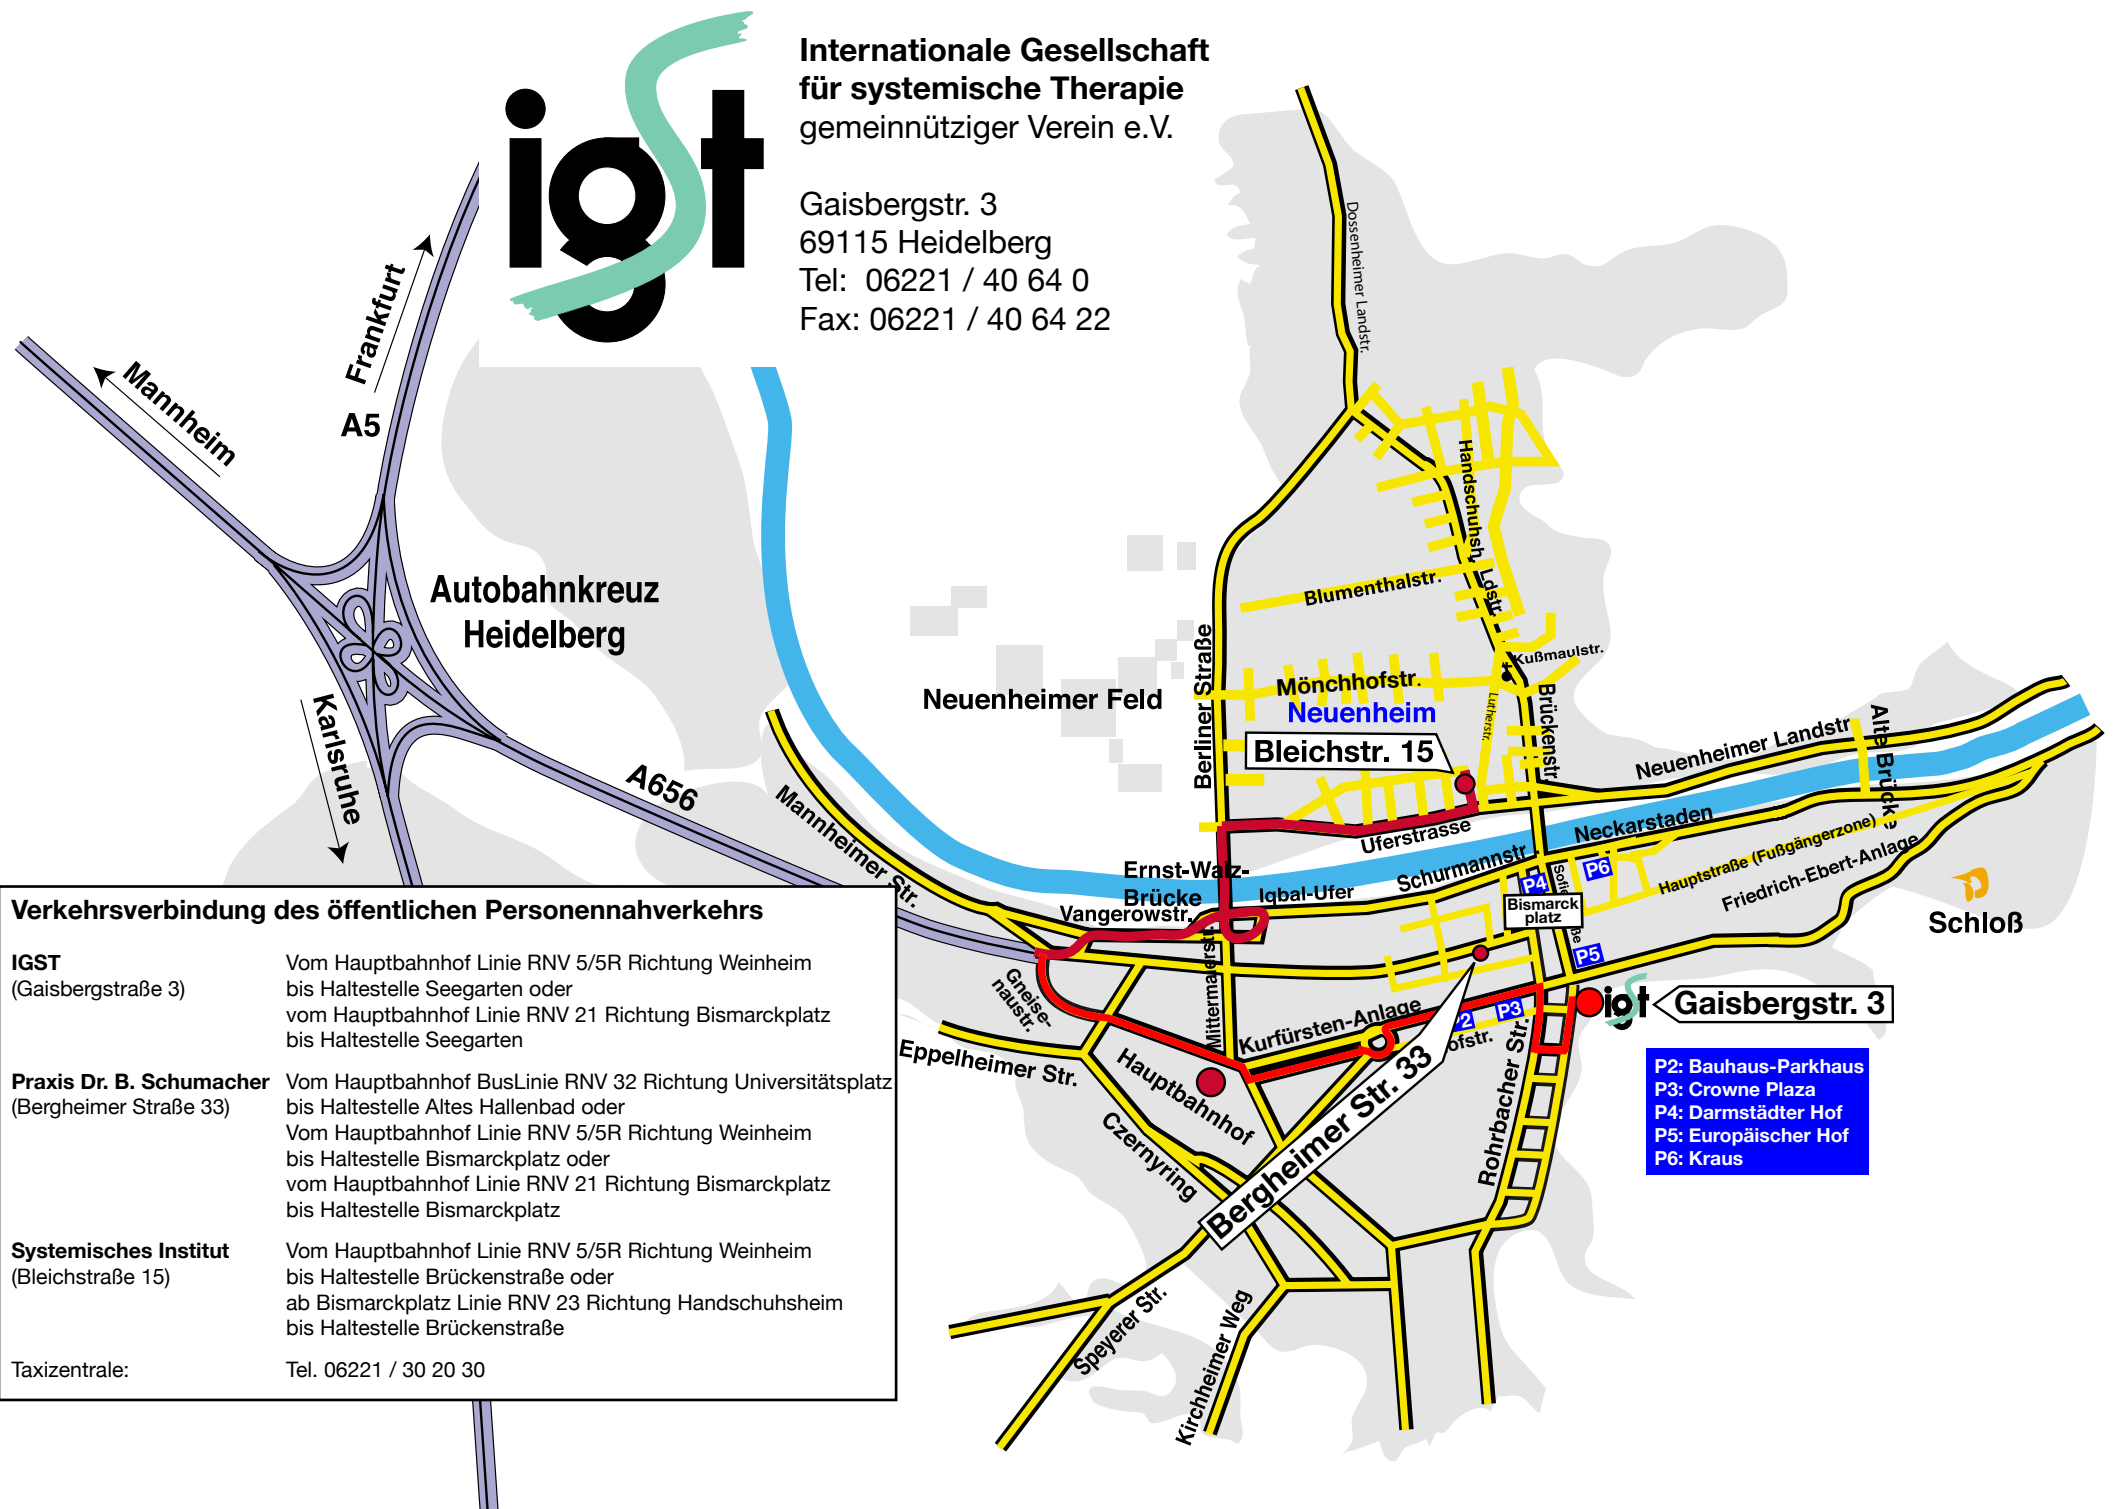 igst
Internationale Gesellschaft
für systemische Therapie
gemeinnütziger Verein e.V.
Gaisbergstr. 3
69115 Heidelberg
Tel: 06221 / 40 64 0
Fax: 06221 / 40 64 22
Frankfurt
Mannheim
A5
Autobahnkreuz
Heidelberg
Karlsruhe
A656
Mannheimer Str.
Dossenheimer Landstr.
Handschuhsh. Ldstr.
Blumenthalstr.
Kußmaulstr.
Berliner Straße
Neuenheimer Feld
Mönchhofstr.
Neuenheim
Lutherstr.
Brückenstr.
Bleichstr. 15
Neuenheimer Landstr.
Alte Brücke
Uferstrasse
Neckarstaden
Ernst-Walz-
Brücke
Iqbal-Ufer
Schurmannstr.
Vangerowstr.
P4
P6
Hauptstraße (Fußgängerzone)
Friedrich-Ebert-Anlage
Bismarck
platz
Schloß
Mittermaierstr.
P5
Gneise-
naustr.
Kurfürsten-Anlage
P3
igst
Gaisbergstr. 3
Eppelheimer Str.
Hauptbahnhof
Rohrbacher Str.
Czernyring
Bergheimer Str. 33
Speyerer Str.
Kirchheimer Weg
P2: Bauhaus-Parkhaus
P3: Crowne Plaza
P4: Darmstädter Hof
P5: Europäischer Hof
P6: Kraus
Verkehrsverbindung des öffentlichen Personennahverkehrs
IGST Vom Hauptbahnhof Linie RNV 5/5R Richtung Weinheim
(Gaisbergstraße 3) bis Haltestelle Seegarten oder
vom Hauptbahnhof Linie RNV 21 Richtung Bismarckplatz
bis Haltestelle Seegarten
Praxis Dr. B. Schumacher Vom Hauptbahnhof BusLinie RNV 32 Richtung Universitätsplatz
(Bergheimer Straße 33) bis Haltestelle Altes Hallenbad oder
Vom Hauptbahnhof Linie RNV 5/5R Richtung Weinheim
bis Haltestelle Bismarckplatz oder
vom Hauptbahnhof Linie RNV 21 Richtung Bismarckplatz
bis Haltestelle Bismarckplatz
Systemisches Institut Vom Hauptbahnhof Linie RNV 5/5R Richtung Weinheim
(Bleichstraße 15) bis Haltestelle Brückenstraße oder
ab Bismarckplatz Linie RNV 23 Richtung Handschuhsheim
bis Haltestelle Brückenstraße
Taxizentrale: Tel. 06221 / 30 20 30